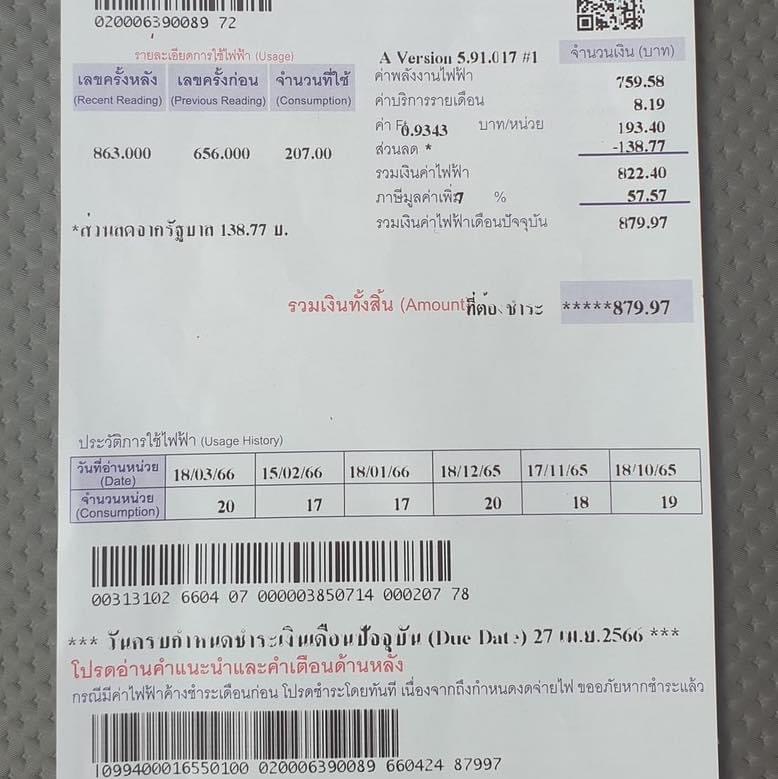 020006390089 72
รายละเอียดการใช้ไฟฟ้า (Usage)
เลขครั้งหลัง เลขครั้งก่อน จำนวนที่ใช้
(Recent Reading) (Previous Reading) (Consumption)
863.000 656.000 207.00
*ส่วนลดจากรัฐบาล 138.77 บ.
A Version 5.91.017 #1 จำนวนเงิน (บาท)
ค่าพลังงานไฟฟ้า 759.58
ค่าบริการรายเดือน 8.19
ค่า Ft 0.9343 บาท/หน่วย 193.40
ส่วนลด * -138.77
รวมเงินค่าไฟฟ้า 822.40
ภาษีมูลค่าเพิ่ม 7 % 57.57
รวมเงินค่าไฟฟ้าเดือนปัจจุบัน 879.97
รวมเงินทั้งสิ้น (Amount ที่ต้องชำระ *****879.97
ประวัติการใช้ไฟฟ้า (Usage History)
วันที่อ่านหน่วย (Date) 18/03/66 15/02/66 18/01/66 18/12/65 17/11/65 18/10/65
จำนวนหน่วย (Consumption) 20 17 17 20 18 19
00313102 6604 07 000003850714 000207 78
*** วันครบกำหนดชำระเงินเดือนปัจจุบัน (Due Date) 27 เม.ย.2566 ***
โปรดอ่านคำแนะนำและคำเตือนด้านหลัง
กรณีมีค่าไฟฟ้าค้างชำระเดือนก่อน โปรดชำระโดยทันที เนื่องจากถึงกำหนดงดจ่ายไฟ ขออภัยหากชำระแล้ว
1099400016550100 020006390089 660424 87997